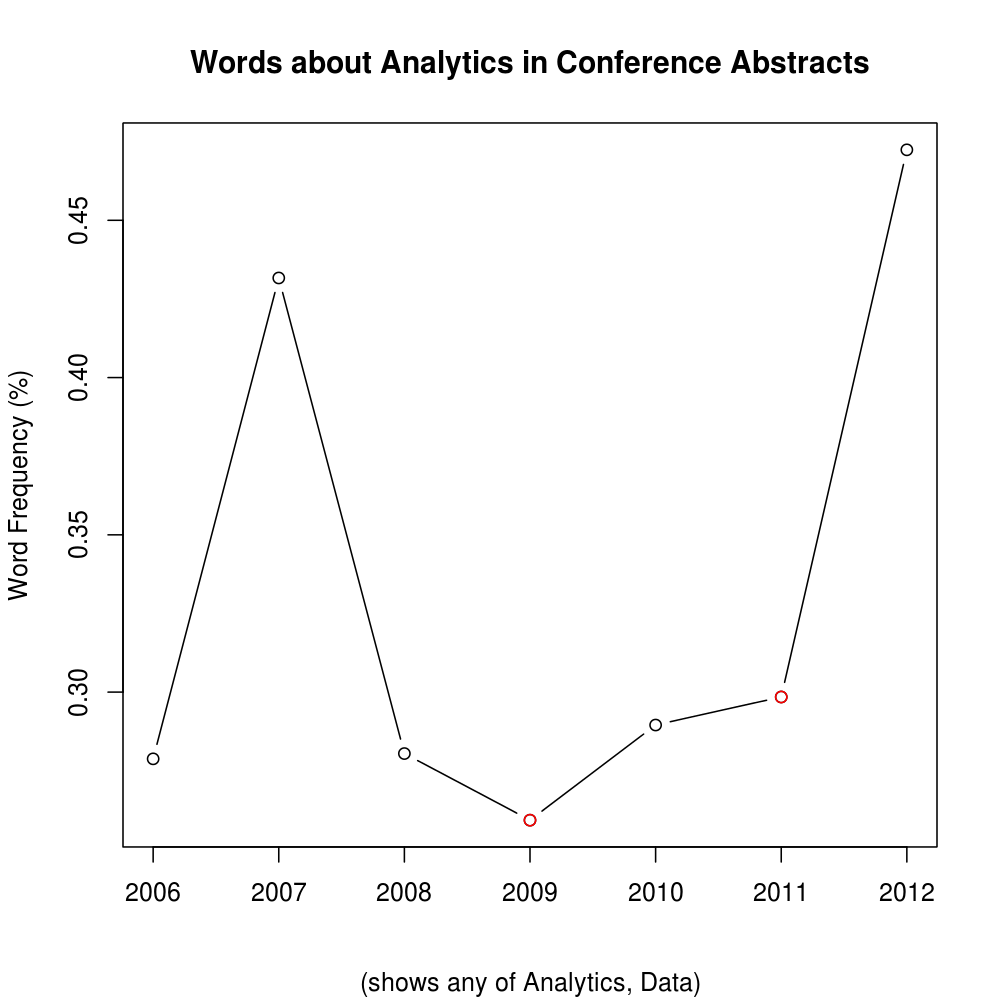 Words about Analytics in Conference Abstracts
Word Frequency (%)
0.45
0.40
0.35
0.30
2006 2007 2008 2009 2010 2011 2012
(shows any of Analytics, Data)